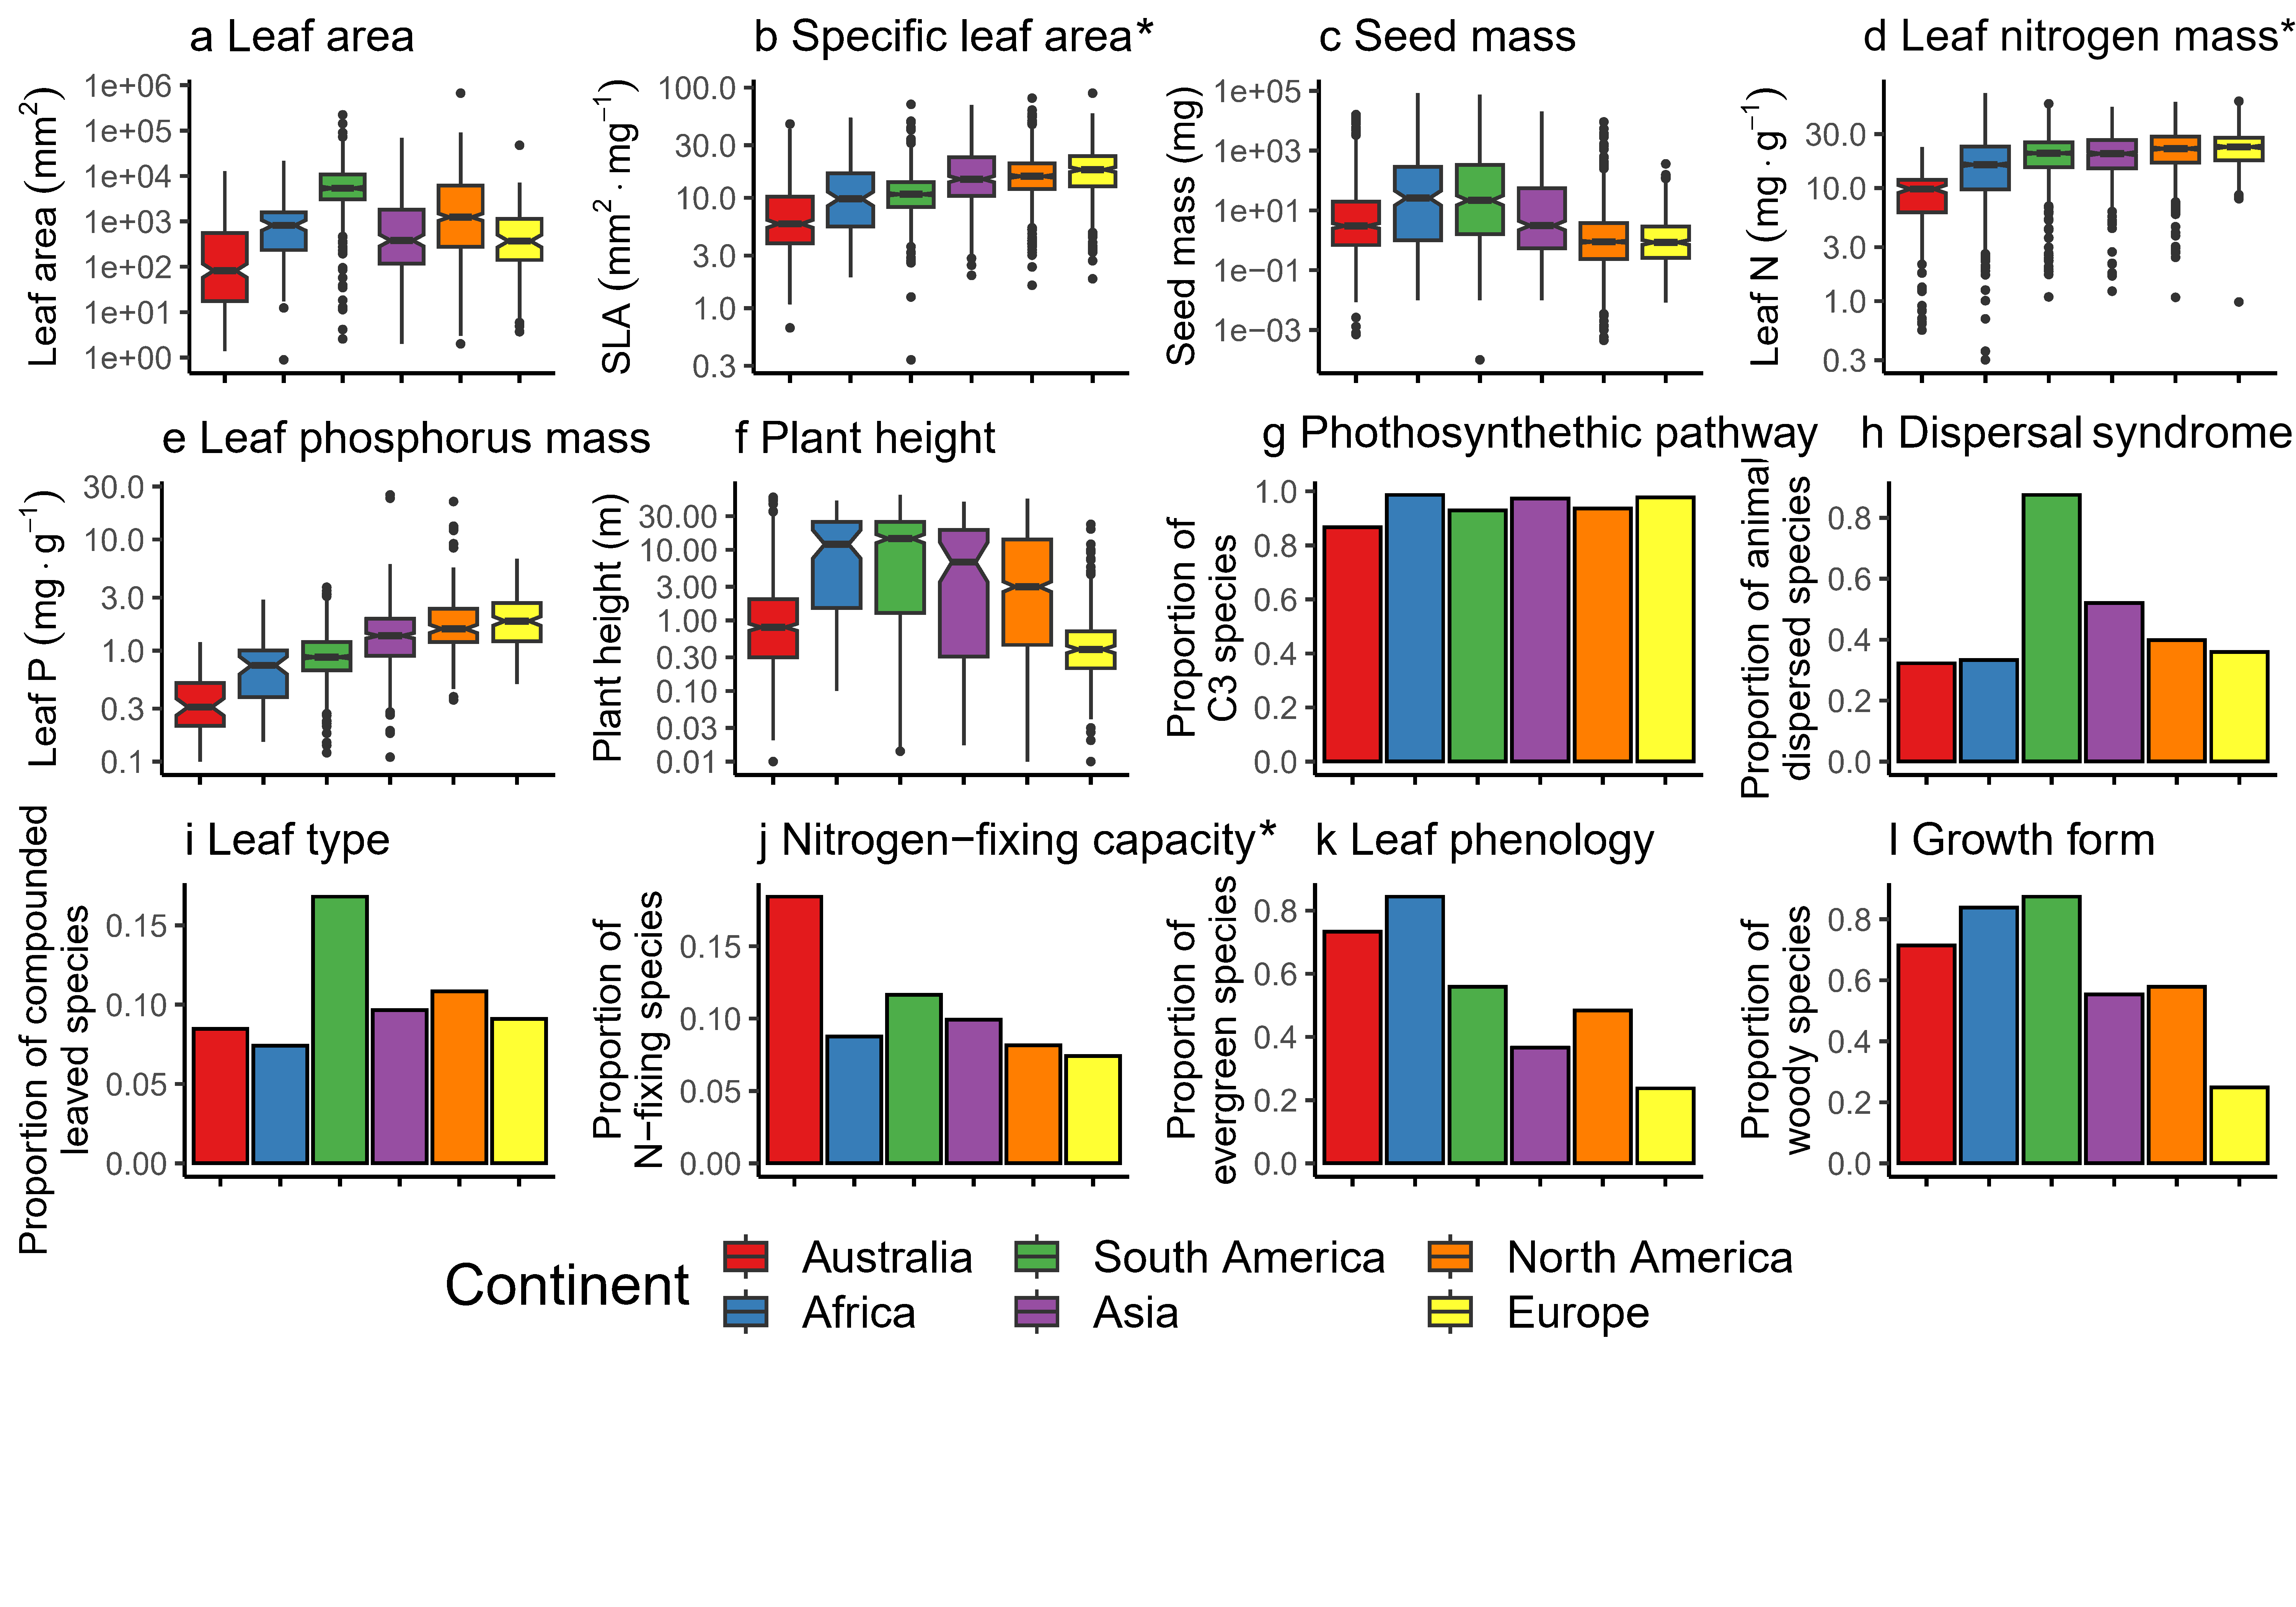 a Leaf area
b Specific leaf area*
c Seed mass
d Leaf nitrogen mass*
Leaf area (mm²)
1e+06
1e+05
1e+04
1e+03
1e+02
1e+01
1e+00
SLA (mm²·mg⁻¹)
100.0
30.0
10.0
3.0
1.0
0.3
Seed mass (mg)
1e+05
1e+03
1e+01
1e−01
1e−03
Leaf N (mg·g⁻¹)
30.0
10.0
3.0
1.0
0.3
e Leaf phosphorus mass
f Plant height
g Phothosynthethic pathway
h Dispersal syndrome
Leaf P (mg·g⁻¹)
30.0
10.0
3.0
1.0
0.3
0.1
Plant height (m)
30.00
10.00
3.00
1.00
0.30
0.10
0.03
0.01
Proportion of
C3 species
1.0
0.8
0.6
0.4
0.2
0.0
Proportion of animal
dispersed species
0.8
0.6
0.4
0.2
0.0
i Leaf type
j Nitrogen−fixing capacity*
k Leaf phenology
l Growth form
Proportion of compounded
leaved species
0.15
0.10
0.05
0.00
Proportion of
N−fixing species
0.15
0.10
0.05
0.00
Proportion of
evergreen species
0.8
0.6
0.4
0.2
0.0
Proportion of
woody species
0.8
0.6
0.4
0.2
0.0
Continent
Australia
South America
North America
Africa
Asia
Europe